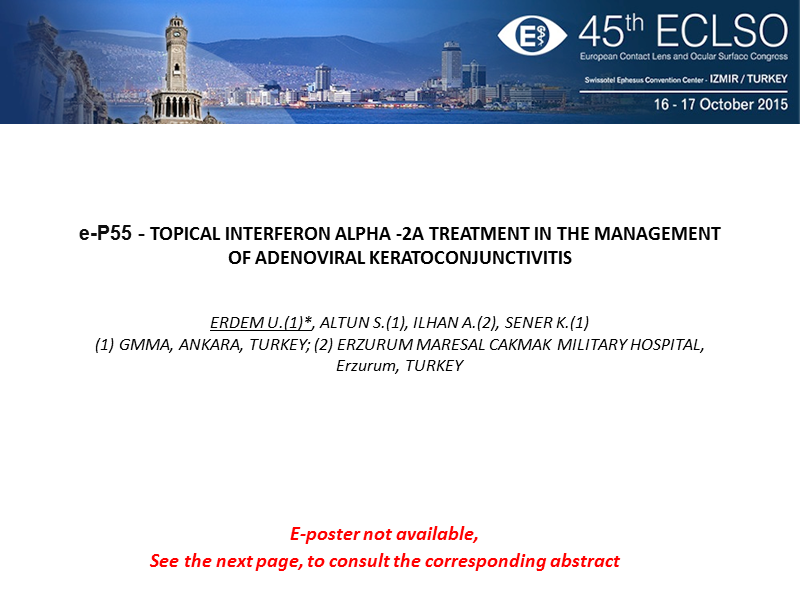 45th ECLSO
European Contact Lens and Ocular Surface Congress
Swissotel Ephesus Convention Center - IZMIR / TURKEY
16 - 17 October 2015
e-P55 - TOPICAL INTERFERON ALPHA -2A TREATMENT IN THE MANAGEMENT
OF ADENOVIRAL KERATOCONJUNCTIVITIS
ERDEM U.(1)*, ALTUN S.(1), ILHAN A.(2), SENER K.(1)
(1) GMMA, ANKARA, TURKEY; (2) ERZURUM MARESAL CAKMAK MILITARY HOSPITAL,
Erzurum, TURKEY
E-poster not available,
See the next page, to consult the corresponding abstract